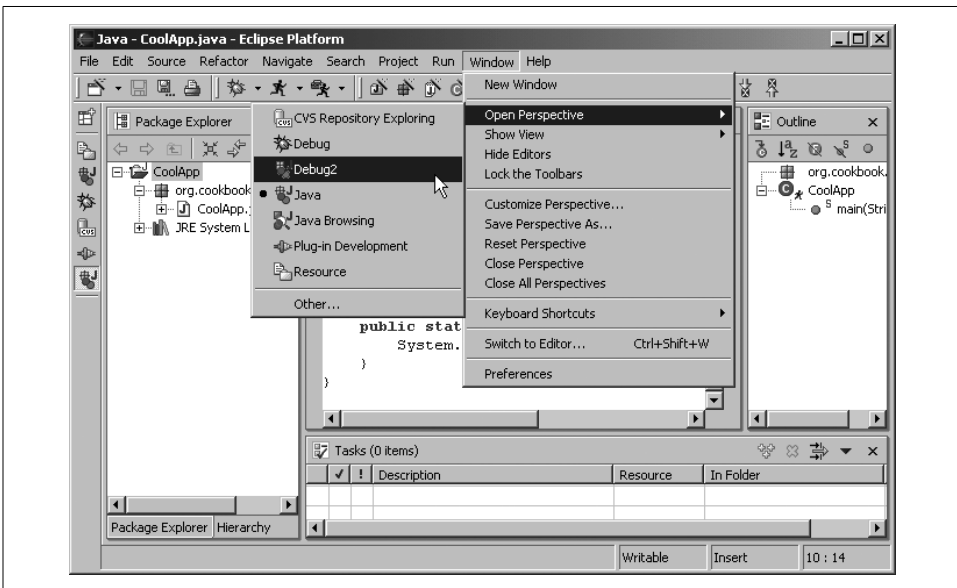 Java - CoolApp.java - Eclipse Platform
File Edit Source Refactor Navigate Search Project Run Window Help
New Window
Open Perspective
Show View
Hide Editors
Lock the Toolbars
Customize Perspective...
Save Perspective As...
Reset Perspective
Close Perspective
Close All Perspectives
Keyboard Shortcuts
Switch to Editor... Ctrl+Shift+W
Preferences
CVS Repository Exploring
Debug
Debug2
Java
Java Browsing
Plug-in Development
Resource
Other...
Package Explorer
CoolApp
org.cookbook
CoolApp.
JRE System L
public stat
System.
}
}
Outline
org.cookbook.
CoolApp
main(Stri
Tasks (0 items)
! Description Resource In Folder
Package Explorer Hierarchy
Writable Insert 10 : 14